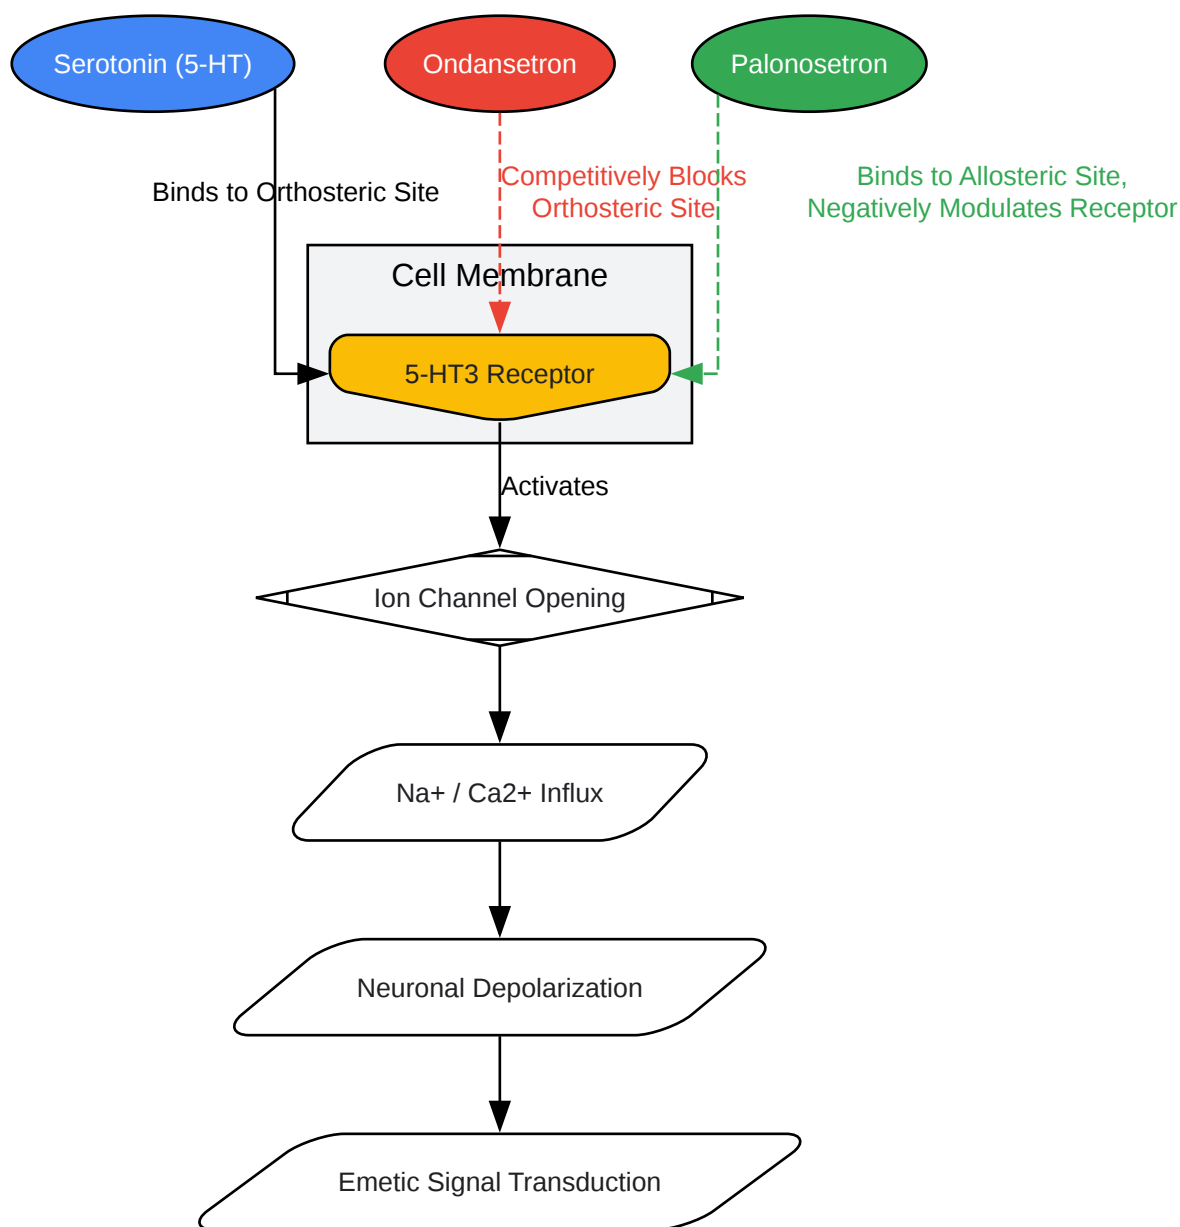 Serotonin (5-HT)
Ondansetron
Palonosetron
Binds to Orthosteric Site
Competitively Blocks
Orthosteric Site
Binds to Allosteric Site,
Negatively Modulates Receptor
Cell Membrane
5-HT3 Receptor
Activates
Ion Channel Opening
Na+ / Ca2+ Influx
Neuronal Depolarization
Emetic Signal Transduction